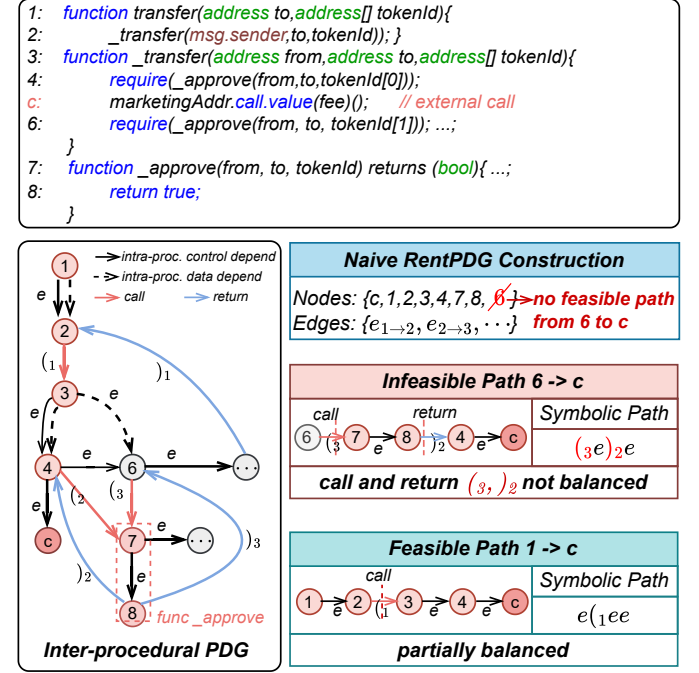 1: function transfer(address to,address[] tokenId){
2: _transfer(msg.sender,to,tokenId)); }
3: function _transfer(address from,address to,address[] tokenId){
4: require(_approve(from,to,tokenId[0]));
c: marketingAddr.call.value(fee)(); // external call
6: require(_approve(from, to, tokenId[1])); ...;
}
7: function _approve(from, to, tokenId) returns (bool){ ...;
8: return true;
}
1
intra-proc. control depend
intra-proc. data depend
call return
e
2
(1
)1
3
e
e
4
e
6
e
...
(2
(3
e
c
7
e
...
)2
e
)3
8
func _approve
Inter-procedural PDG
Naive RentPDG Construction
Nodes: {c,1,2,3,4,7,8, 6 } no feasible path
Edges: {e1→2, e2→3, ···} from 6 to c
Infeasible Path 6 -> c
call return
6 (3 7 e 8 )2 4 e c
Symbolic Path
(3e)2e
call and return (3, )2 not balanced
Feasible Path 1 -> c
call
1 e 2 (1 3 e 4 e c
Symbolic Path
e(1ee
partially balanced